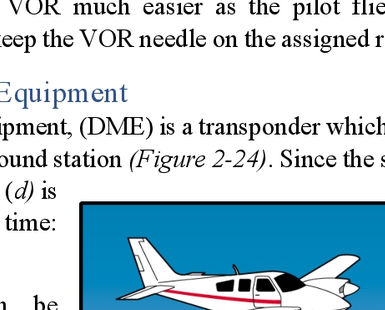 VOR much easier as the pilot flie
keep the VOR needle on the assigned r
Equipment
ipment, (DME) is a transponder which
ound station (Figure 2-24). Since the s
(d) is
time:
n be